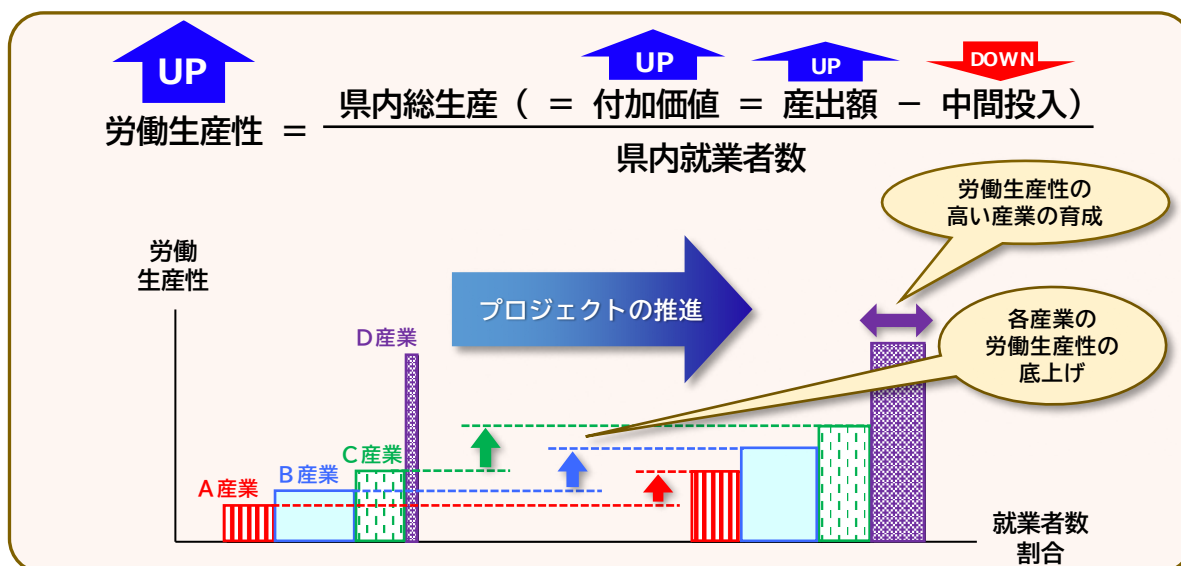 UP
UP
UP
DOWN
労働生産性 = 県内総生産 ( = 付加価値 = 産出額 − 中間投入)
県内就業者数
労働生産性の
高い産業の育成
労働
生産性
プロジェクトの推進
各産業の
労働生産性の
底上げ
D産業
C産業
B産業
A産業
就業者数
割合